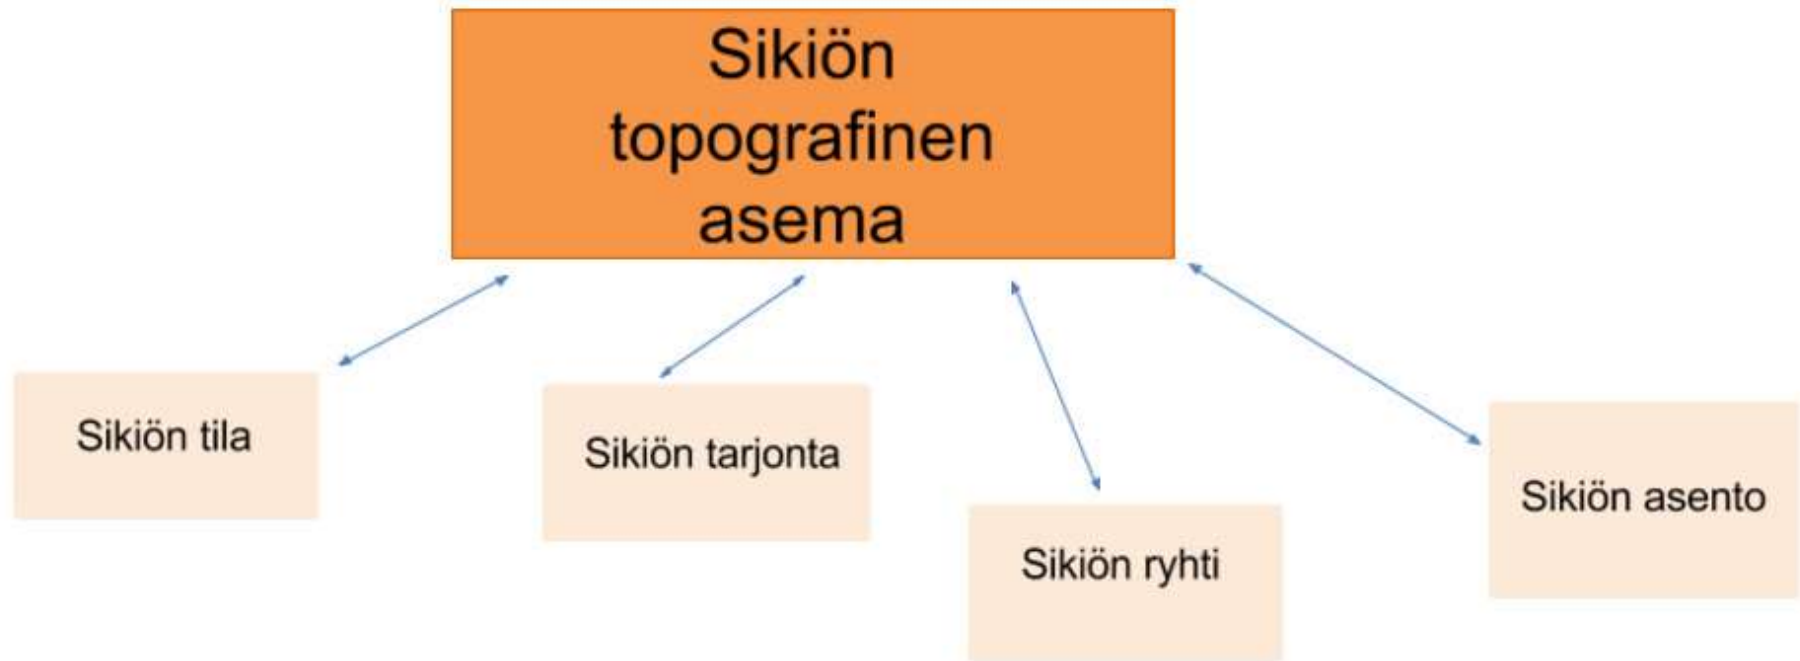 Sikiön
topografinen
asema
Sikiön tila
Sikiön tarjonta
Sikiön ryhti
Sikiön asento